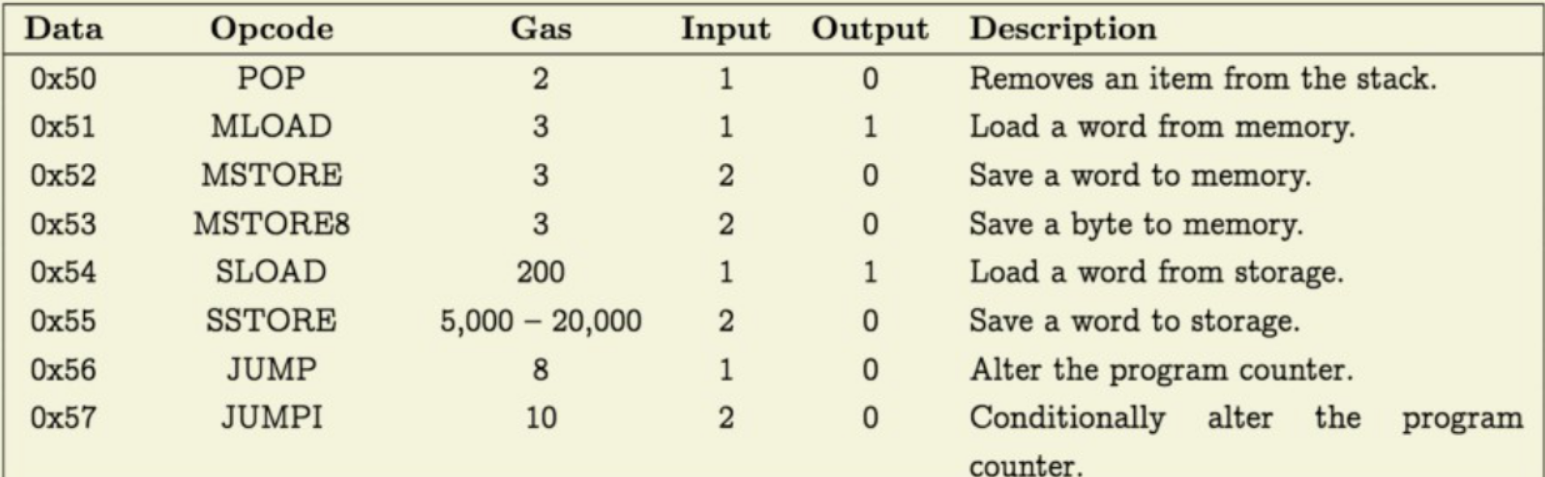 Data Opcode Gas Input Output Description
0x50 POP 2 1 0 Removes an item from the stack.
0x51 MLOAD 3 1 1 Load a word from memory.
0x52 MSTORE 3 2 0 Save a word to memory.
0x53 MSTORE8 3 2 0 Save a byte to memory.
0x54 SLOAD 200 1 1 Load a word from storage.
0x55 SSTORE 5,000 – 20,000 2 0 Save a word to storage.
0x56 JUMP 8 1 0 Alter the program counter.
0x57 JUMPI 10 2 0 Conditionally alter the program
counter.